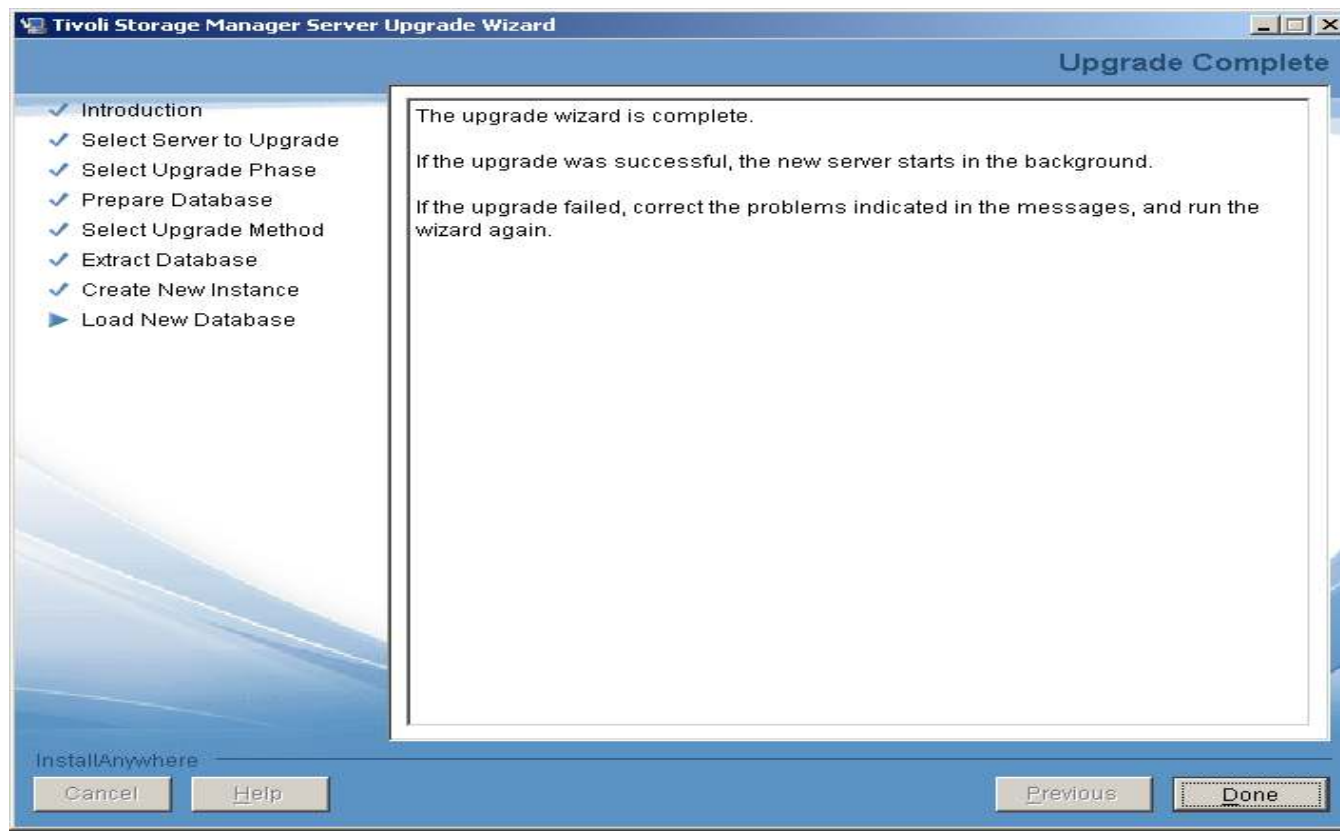 Tivoli Storage Manager Server Upgrade Wizard
Upgrade Complete
Introduction
Select Server to Upgrade
Select Upgrade Phase
Prepare Database
Select Upgrade Method
Extract Database
Create New Instance
Load New Database
The upgrade wizard is complete.
If the upgrade was successful, the new server starts in the background.
If the upgrade failed, correct the problems indicated in the messages, and run the
wizard again.
InstallAnywhere
Cancel
Help
Previous
Done